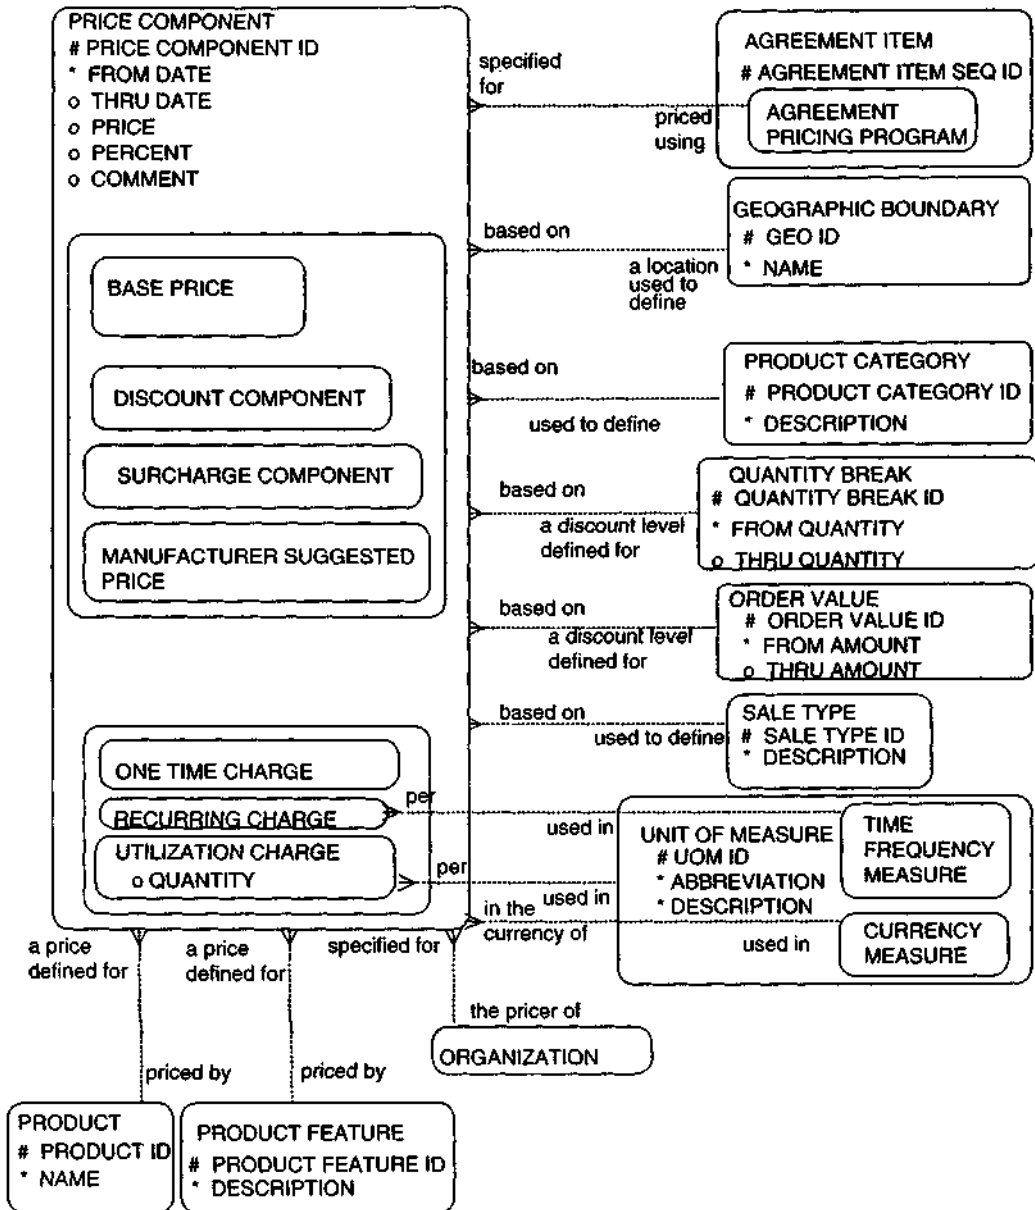 PRICE COMPONENT
# PRICE COMPONENT ID
* FROM DATE
o THRU DATE
o PRICE
o PERCENT
o COMMENT
BASE PRICE
DISCOUNT COMPONENT
SURCHARGE COMPONENT
MANUFACTURER SUGGESTED
PRICE
ONE TIME CHARGE
RECURRING CHARGE
UTILIZATION CHARGE
o QUANTITY
specified
for
priced
using
AGREEMENT ITEM
# AGREEMENT ITEM SEQ ID
AGREEMENT
PRICING PROGRAM
based on
a location
used to
define
GEOGRAPHIC BOUNDARY
# GEO ID
* NAME
based on
used to define
PRODUCT CATEGORY
# PRODUCT CATEGORY ID
* DESCRIPTION
based on
a discount level
defined for
QUANTITY BREAK
# QUANTITY BREAK ID
* FROM QUANTITY
o THRU QUANTITY
based on
a discount level
defined for
ORDER VALUE
# ORDER VALUE ID
* FROM AMOUNT
o THRU AMOUNT
based on
used to define
SALE TYPE
# SALE TYPE ID
* DESCRIPTION
per
used in
per
used in
in the
currency of
used in
UNIT OF MEASURE
# UOM ID
* ABBREVIATION
* DESCRIPTION
TIME
FREQUENCY
MEASURE
CURRENCY
MEASURE
a price
defined for
a price
defined for
specified for
the pricer of
ORGANIZATION
priced by
priced by
PRODUCT
# PRODUCT ID
* NAME
PRODUCT FEATURE
# PRODUCT FEATURE ID
* DESCRIPTION